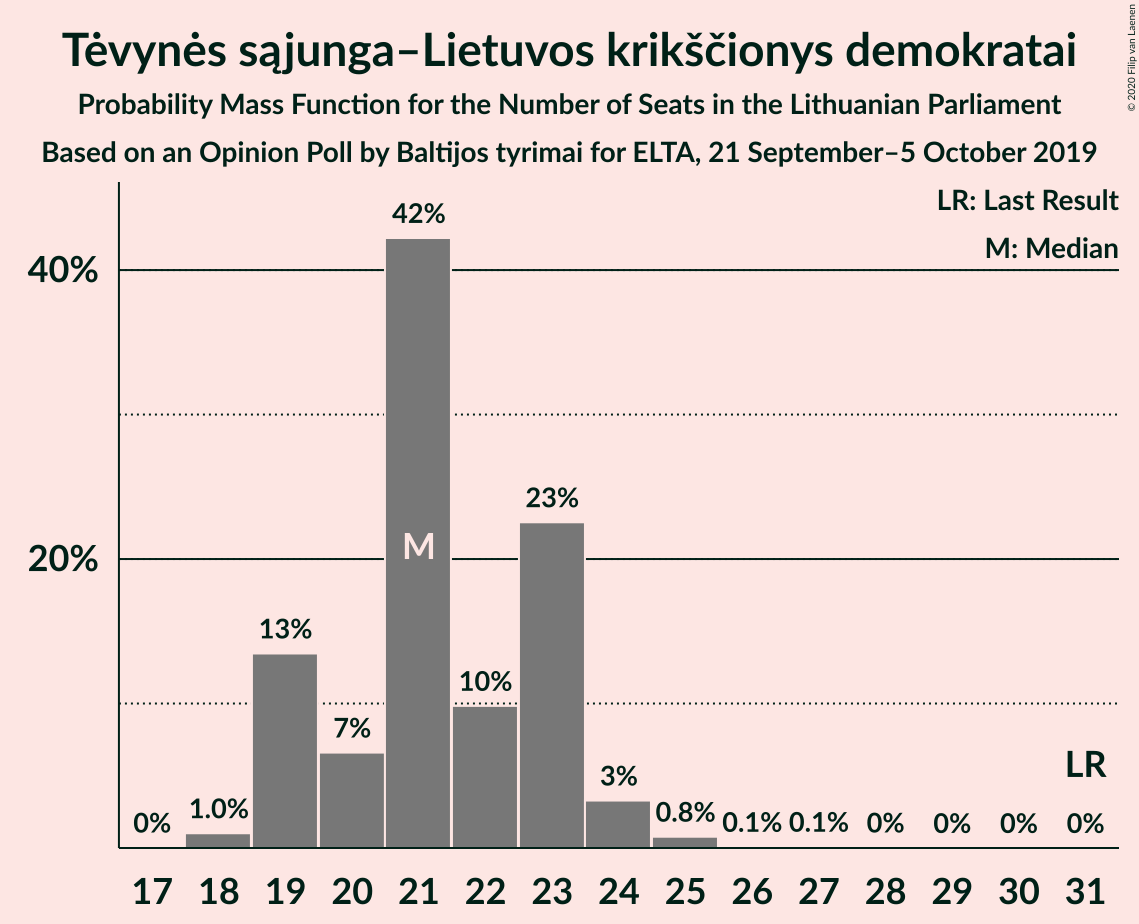 Tėvynės sąjunga–Lietuvos krikščionys demokratai
Probability Mass Function for the Number of Seats in the Lithuanian Parliament
Based on an Opinion Poll by Baltijos tyrimai for ELTA, 21 September–5 October 2019
© 2020 Filip van Laenen
LR: Last Result
M: Median
40%
20%
42%
23%
M
13%
10%
7%
LR
3%
1.0%
0.8%
0% 0.1% 0.1% 0% 0% 0% 0%
17 18 19 20 21 22 23 24 25 26 27 28 29 30 31